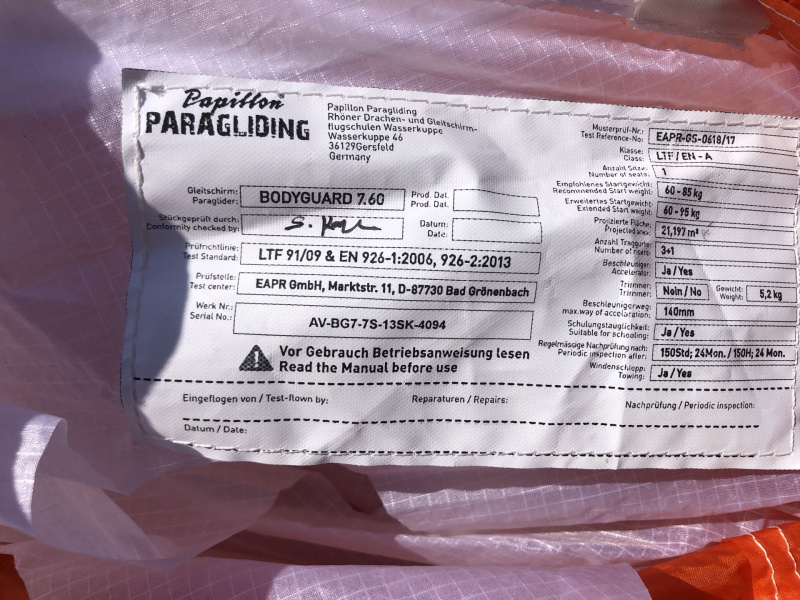 Papillon
PARAGLIDING
Papillon Paragliding
Rhöner Drachen- und Gleitschirm-
flugschulen Wasserkuppe
Wasserkuppe 46
36129Gersfeld
Germany
Gleitschirm:
Paraglider:
BODYGUARD 7.60
Prod. Dat.
Prod. Dat.
Stückgeprüft durch:
Conformity checked by:
Datum:
Date:
Prüfrichtlinie:
Test Standard:
LTF 91/09 & EN 926-1:2006, 926-2:2013
Prüfstelle:
Test center:
EAPR GmbH, Marktstr. 11, D-87730 Bad Grönenbach
Werk Nr.:
Serial No.:
AV-BG7-7S-13SK-4094
Vor Gebrauch Betriebsanweisung lesen
Read the Manual before use
Musterprüf-Nr.:
Test Reference-No:
EAPR-GS-0618/17
Klasse:
Class:
LTF/EN - A
Anzahl Sitze:
Number of seats:
1
Empfohlenes Startgewicht:
Recommended Start weight:
60 - 85 kg
Erweitertes Startgewicht:
Extended Start weight:
60 - 95 kg
Projizierte Fläche:
Projected area:
21,197 m²
Anzahl Traggurte:
Number of risers:
3+1
Beschleuniger:
Accelerator:
Ja / Yes
Trimmer:
Trimmer:
Nein / No
Gewicht:
Weight:
5,2 kg
Beschleunigerweg:
max.way of accelaration:
140mm
Schulungstauglichkeit:
Suitable for schooling:
Ja / Yes
Regelmässige Nachprüfung nach:
Periodic inspection after:
150Std; 24Mon. / 150H; 24 Mon.
Windenschlepp:
Towing:
Ja / Yes
Eingeflogen von / Test-flown by:
Reparaturen / Repairs:
Nachprüfung / Periodic inspection:
Datum / Date: